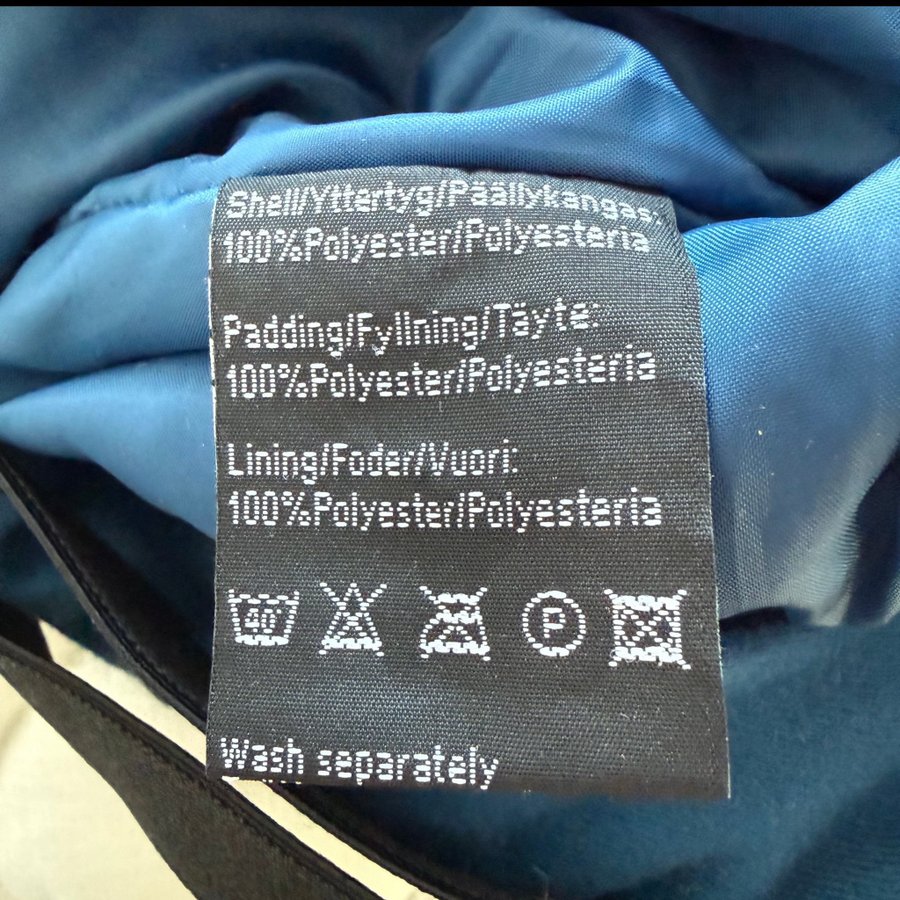 Shell/Yttertyg/Päällykangas:
100%Polyester/Polyesteria
Padding/Fyllning/Täyte:
100%Polyester/Polyesteria
Lining/Foder/Vuori:
100%Polyester/Polyesteria
40 P
Wash separately